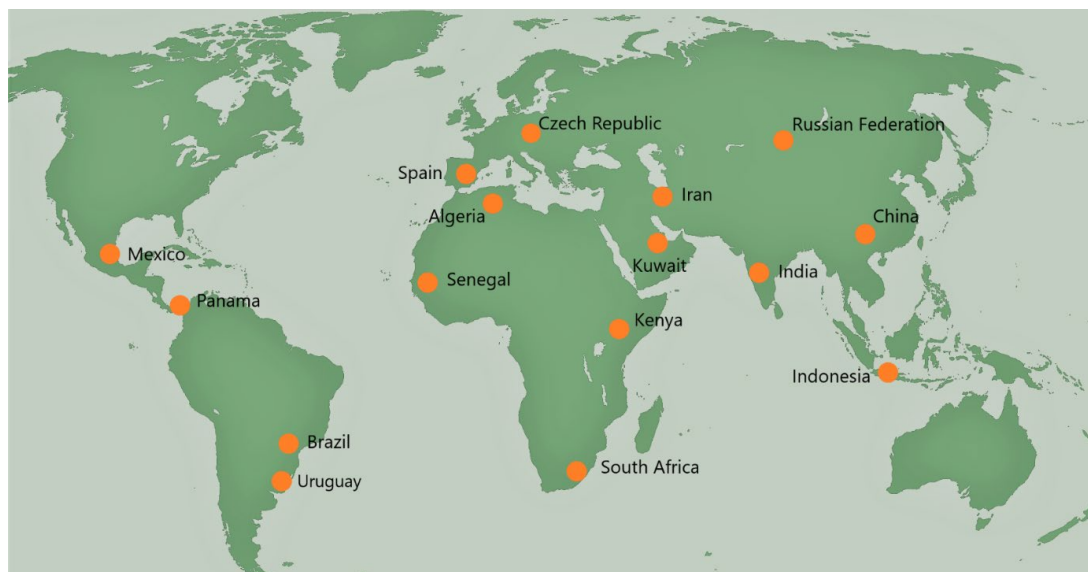 Czech Republic
Russian Federation
Spain
Iran
Algeria
China
Mexico
Kuwait
India
Senegal
Panama
Kenya
Indonesia
Brazil
South Africa
Uruguay